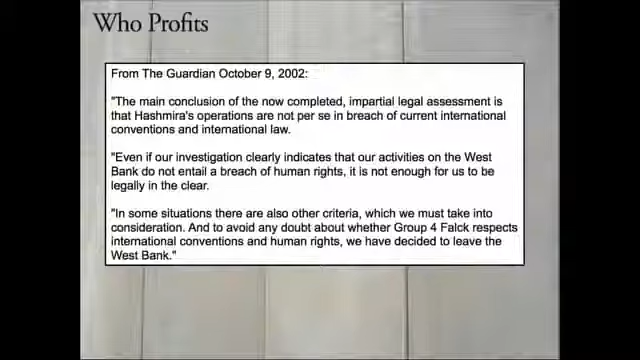 Who Profits
From The Guardian October 9, 2002:
"The main conclusion of the now completed, impartial legal assessment is
that Hashmira's operations are not per se in breach of current international
conventions and international law.
"Even if our investigation clearly indicates that our activities on the West
Bank do not entail a breach of human rights, it is not enough for us to be
legally in the clear.
"In some situations there are also other criteria, which we must take into
consideration. And to avoid any doubt about whether Group 4 Falck respects
international conventions and human rights, we have decided to leave the
West Bank."